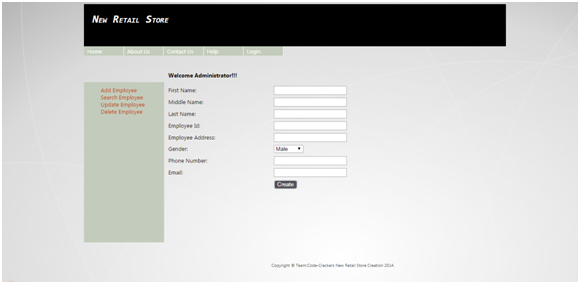 New Retail Store
Home About Us Contact Us Help Login
Welcome Administrator!!!
Add Employee
Search Employee
Update Employee
Delete Employee
First Name:
Middle Name:
Last Name:
Employee Id:
Employee Address:
Gender: Male
Phone Number:
Email:
Create
Copyright © Team:Code-Crackers New Retail Store Creation 2014.